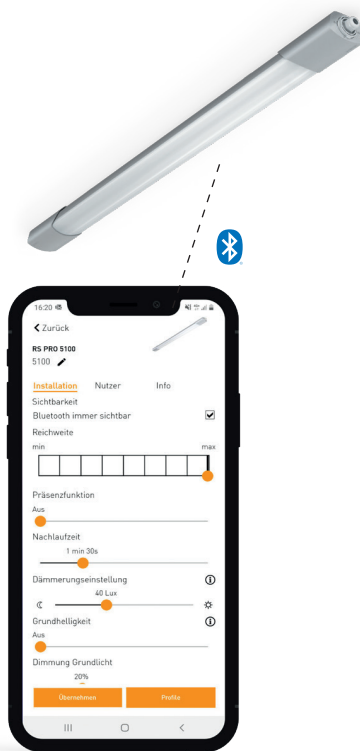 16:20
Zurück
RS PRO 5100
5100
Installation Nutzer Info
Sichtbarkeit
Bluetooth immer sichtbar
Reichweite
min max
Präsenzfunktion
Aus
Nachlaufzeit
1 min 30s
Dämmerungseinstellung
40 Lux
Grundhelligkeit
Aus
Dimmung Grundlicht
20%
Übernehmen Profile